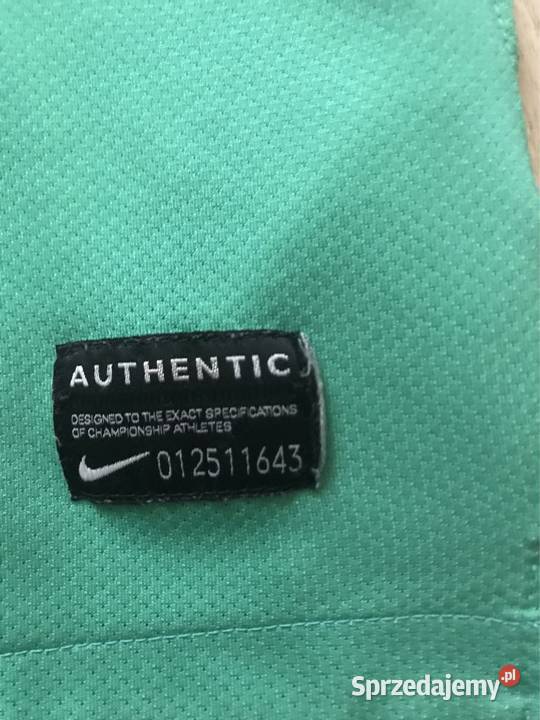 AUTHENTIC
DESIGNED TO THE EXACT SPECIFICATIONS
OF CHAMPIONSHIP ATHLETES
012511643
Sprzedajemy.pl